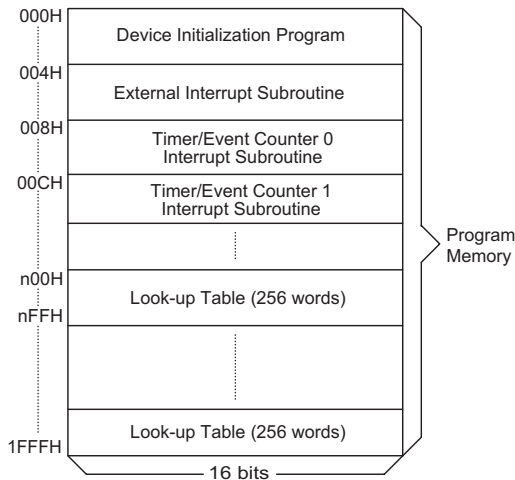 000H
Device Initialization Program
004H
External Interrupt Subroutine
008H
Timer/Event Counter 0
Interrupt Subroutine
00CH
Timer/Event Counter 1
Interrupt Subroutine
Program
Memory
n00H
Look-up Table (256 words)
nFFH
Look-up Table (256 words)
1FFFH
16 bits